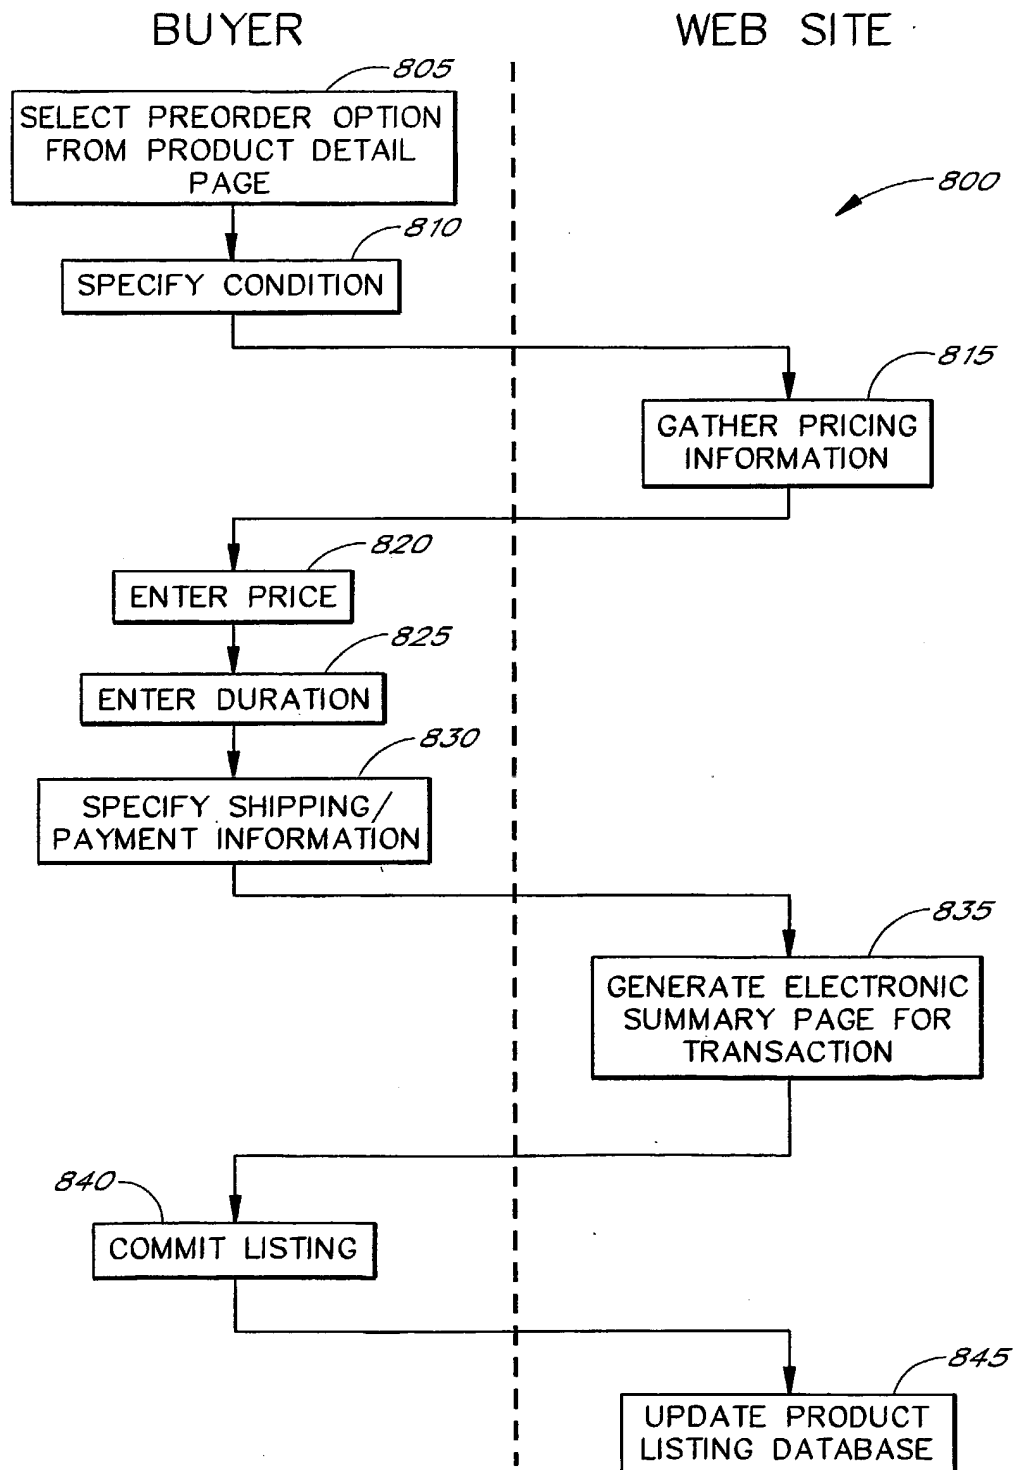 BUYER
WEB SITE
805
SELECT PREORDER OPTION
FROM PRODUCT DETAIL
PAGE
800
810
SPECIFY CONDITION
815
GATHER PRICING
INFORMATION
820
ENTER PRICE
825
ENTER DURATION
830
SPECIFY SHIPPING/
PAYMENT INFORMATION
835
GENERATE ELECTRONIC
SUMMARY PAGE FOR
TRANSACTION
840
COMMIT LISTING
845
UPDATE PRODUCT
LISTING DATABASE